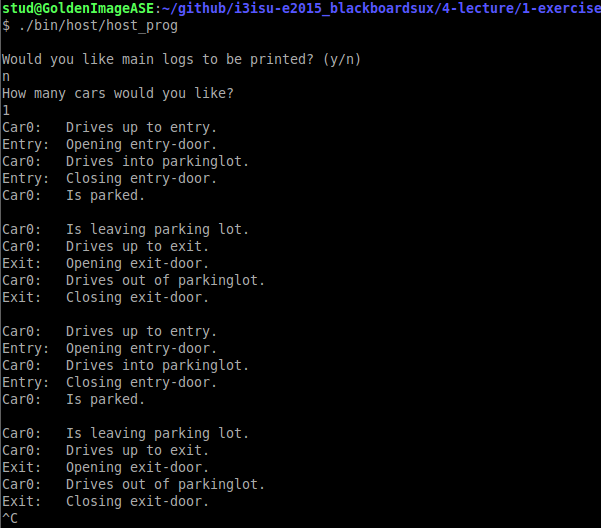 stud@GoldenImageASE:~/github/i3isu-e2015_blackboardsux/4-lecture/1-exercise
$ ./bin/host/host_prog
Would you like main logs to be printed? (y/n)
n
How many cars would you like?
1
Car0:   Drives up to entry.
Entry:  Opening entry-door.
Car0:   Drives into parkinglot.
Entry:  Closing entry-door.
Car0:   Is parked.
Car0:   Is leaving parking lot.
Car0:   Drives up to exit.
Exit:   Opening exit-door.
Car0:   Drives out of parkinglot.
Exit:   Closing exit-door.
Car0:   Drives up to entry.
Entry:  Opening entry-door.
Car0:   Drives into parkinglot.
Entry:  Closing entry-door.
Car0:   Is parked.
Car0:   Is leaving parking lot.
Car0:   Drives up to exit.
Exit:   Opening exit-door.
Car0:   Drives out of parkinglot.
Exit:   Closing exit-door.
^C